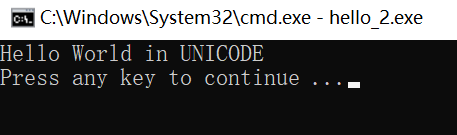 C:\Windows\System32\cmd.exe - hello_2.exe
Hello World in UNICODE
Press any key to continue ...